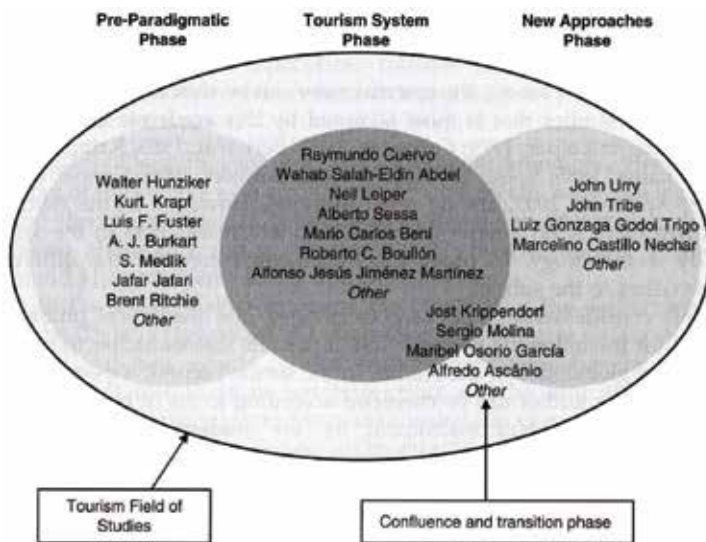 Pre-Paradigmatic
Phase
Tourism System
Phase
New Approaches
Phase
Walter Hunziker
Kurt. Krapf
Luis F. Fuster
A. J. Burkart
S. Medlik
Jafar Jafari
Brent Ritchie
Other
Raymundo Cuervo
Wahab Salah-Eldin Abdel
Neil Leiper
Alberto Sessa
Mario Carlos Beni
Roberto C. Boullón
Alfonso Jesús Jiménez Martínez
Other
John Urry
John Tribe
Luiz Gonzaga Godoi Trigo
Marcelino Castillo Nechar
Other
Jost Krippendorf
Sergio Molina
Maribel Osorio García
Alfredo Ascânio
Other
Tourism Field of
Studies
Confluence and transition phase